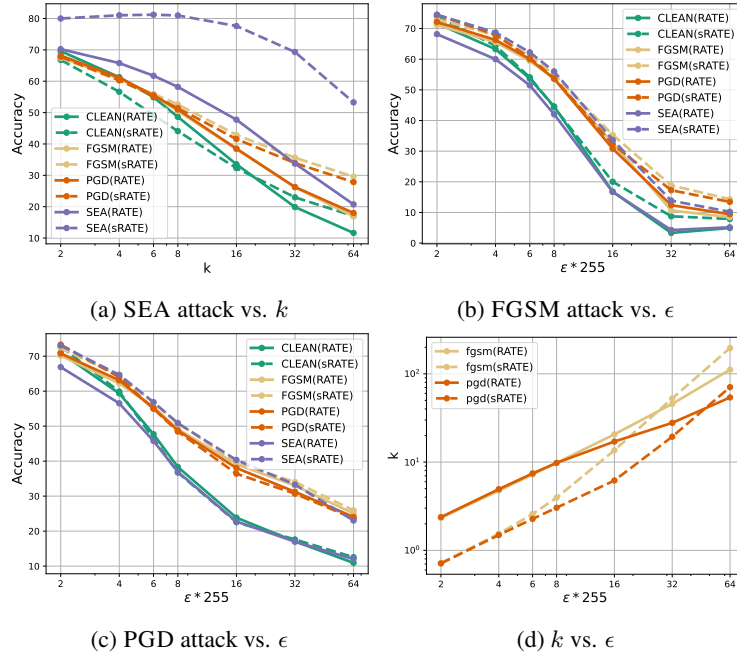 80
70
60
50
40
30
20
10
Accuracy
2
4
6
8
16
32
64
k
CLEAN(RATE)
CLEAN(sRATE)
FGSM(RATE)
FGSM(sRATE)
PGD(RATE)
PGD(sRATE)
SEA(RATE)
SEA(sRATE)
(a) SEA attack vs. k
80
70
60
50
40
30
20
10
0
Accuracy
2
4
6
8
16
32
64
ε * 255
CLEAN(RATE)
CLEAN(sRATE)
FGSM(RATE)
FGSM(sRATE)
PGD(RATE)
PGD(sRATE)
SEA(RATE)
SEA(sRATE)
(b) FGSM attack vs. ϵ
70
60
50
40
30
20
10
Accuracy
2
4
6
8
16
32
64
ε * 255
CLEAN(RATE)
CLEAN(sRATE)
FGSM(RATE)
FGSM(sRATE)
PGD(RATE)
PGD(sRATE)
SEA(RATE)
SEA(sRATE)
(c) PGD attack vs. ϵ
10²
10¹
10⁰
k
2
4
6
8
16
32
64
ε * 255
fgsm(RATE)
fgsm(sRATE)
pgd(RATE)
pgd(sRATE)
(d) k vs. ϵ